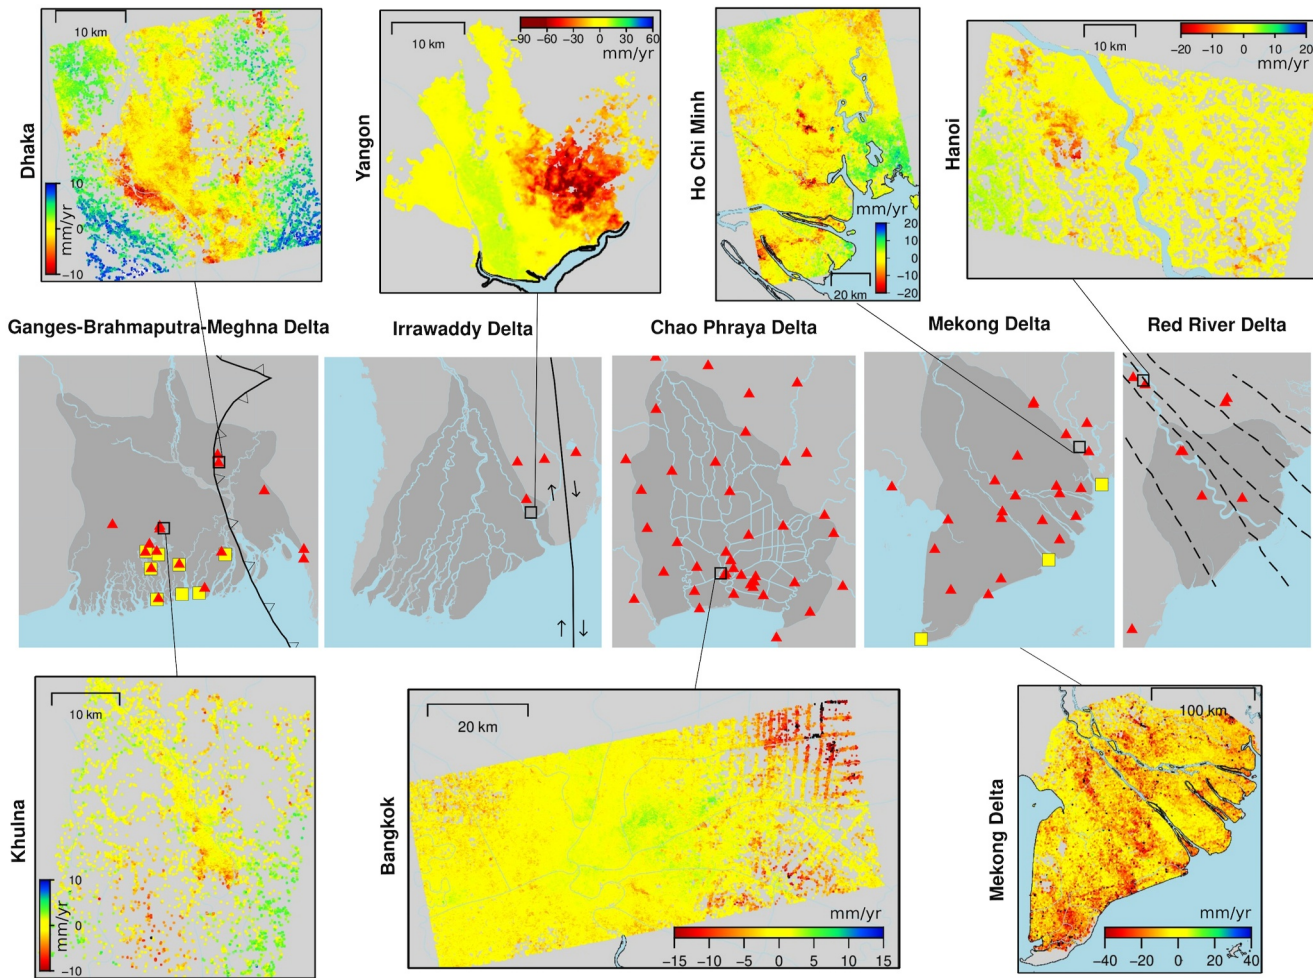 10 km
Dhaka
10
0
−10
mm/yr
10 km
Yangon
−90 −60 −30 0 30 60
mm/yr
Ho Chi Minh
mm/yr
20
10
0
−10
−20
20 km
Hanoi
10 km
−20 −10 0 10 20
mm/yr
Ganges-Brahmaputra-Meghna Delta
Irrawaddy Delta
Chao Phraya Delta
Mekong Delta
Red River Delta
10 km
Khulna
10
0
−10
mm/yr
20 km
Bangkok
mm/yr
−15 −10 −5 0 5 10 15
100 km
Mekong Delta
mm/yr
−40 −20 0 20 40